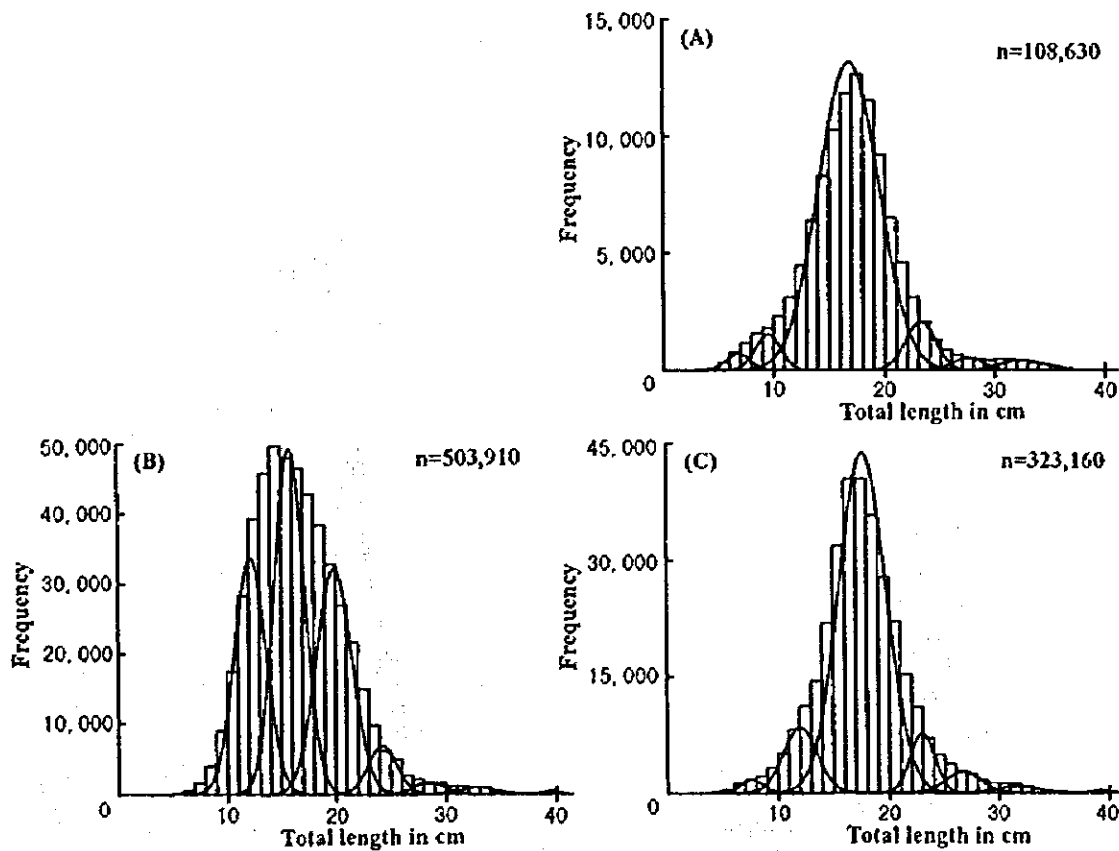 15,000
(A)
n=108,630
10,000
Frequency
5,000
0
10
20
30
40
Total length in cm
50,000
(B)
n=503,910
40,000
30,000
Frequency
20,000
10,000
0
10
20
30
40
Total length in cm
45,000
(C)
n=323,160
30,000
Frequency
15,000
0
10
20
30
40
Total length in cm